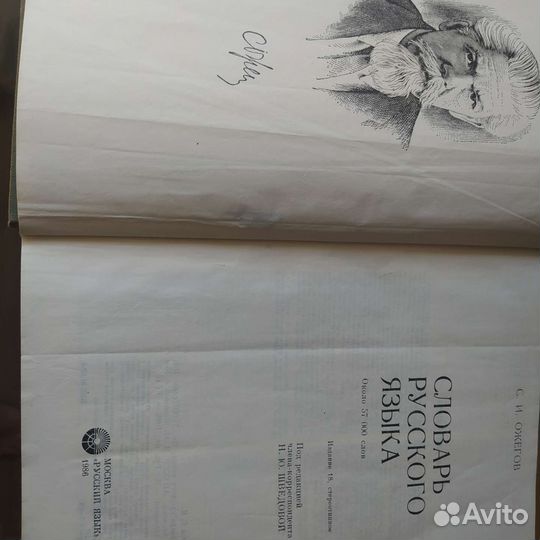 С. И. ОЖЕГОВ
СЛОВАРЬ
РУССКОГО
ЯЗЫКА
Около 57 000 слов
Издание 18, стереотипное
Под редакцией
члена-корреспондента
Н. Ю. ШВЕДОВОЙ
МОСКВА
«РУССКИЙ ЯЗЫК»
1986
Avito